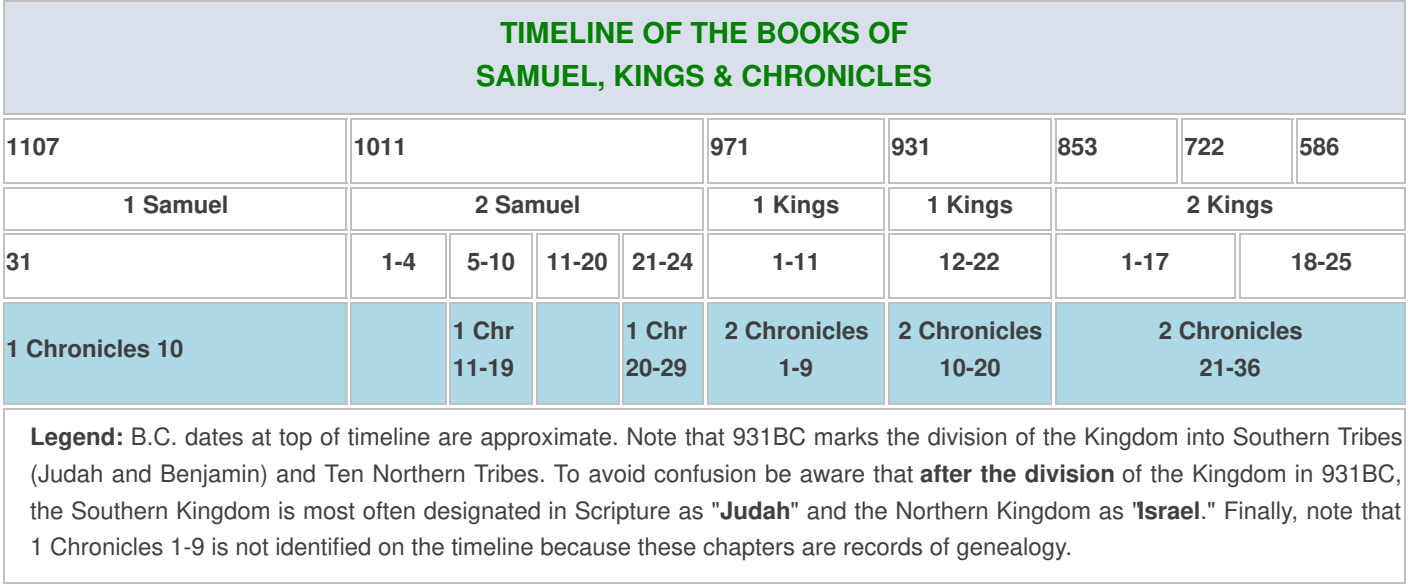 TIMELINE OF THE BOOKS OF
SAMUEL, KINGS & CHRONICLES
1107 1011 971 931 853 722 586
1 Samuel 2 Samuel 1 Kings 1 Kings 2 Kings
31 1-4 5-10 11-20 21-24 1-11 12-22 1-17 18-25
1 Chronicles 10 1 Chr 11-19 1 Chr 20-29 2 Chronicles 1-9 2 Chronicles 10-20 2 Chronicles 21-36
Legend: B.C. dates at top of timeline are approximate. Note that 931BC marks the division of the Kingdom into Southern Tribes
(Judah and Benjamin) and Ten Northern Tribes. To avoid confusion be aware that after the division of the Kingdom in 931BC,
the Southern Kingdom is most often designated in Scripture as "Judah" and the Northern Kingdom as "Israel." Finally, note that
1 Chronicles 1-9 is not identified on the timeline because these chapters are records of genealogy.